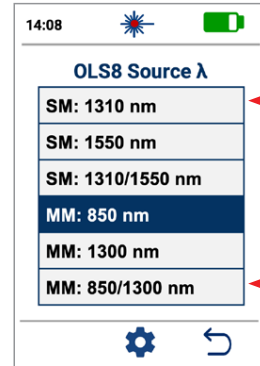 14:08
OLS8 Source λ
SM: 1310 nm
SM: 1550 nm
SM: 1310/1550 nm
MM: 850 nm
MM: 1300 nm
MM: 850/1300 nm